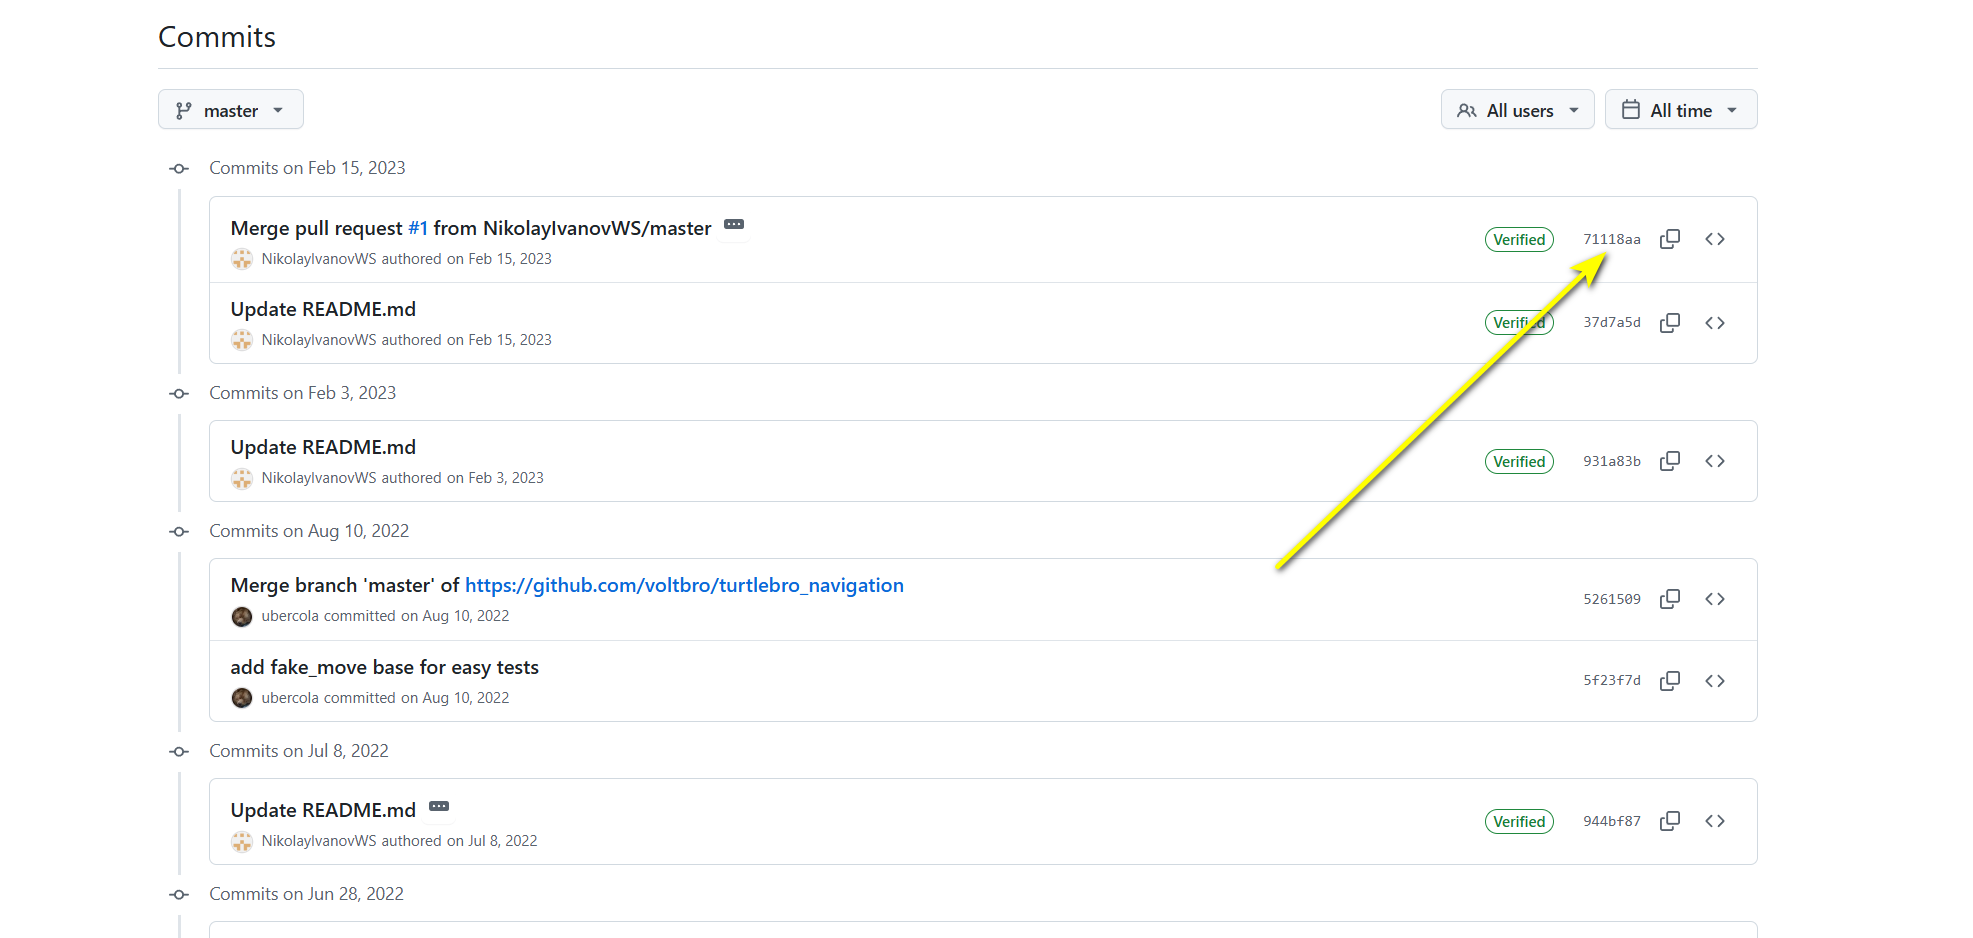 Commits
master
All users
All time
Commits on Feb 15, 2023
Merge pull request #1 from NikolayIvanovWS/master
Verified
71118aa
NikolayIvanovWS authored on Feb 15, 2023
Update README.md
Verified
37d7a5d
NikolayIvanovWS authored on Feb 15, 2023
Commits on Feb 3, 2023
Update README.md
Verified
931a83b
NikolayIvanovWS authored on Feb 3, 2023
Commits on Aug 10, 2022
Merge branch 'master' of https://github.com/voltbro/turtlebro_navigation
5261509
ubercola committed on Aug 10, 2022
add fake_move base for easy tests
5f23f7d
ubercola committed on Aug 10, 2022
Commits on Jul 8, 2022
Update README.md
Verified
944bf87
NikolayIvanovWS authored on Jul 8, 2022
Commits on Jun 28, 2022